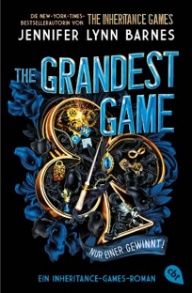 DIE NEW-YORK-TIMES-
BESTSELLERAUTORIN VON
THE INHERITANCE GAMES
JENNIFER LYNN BARNES
THE GRANDEST
GAME
NUR EINER GEWINNT!
EIN INHERITANCE-GAMES-ROMAN
cbt